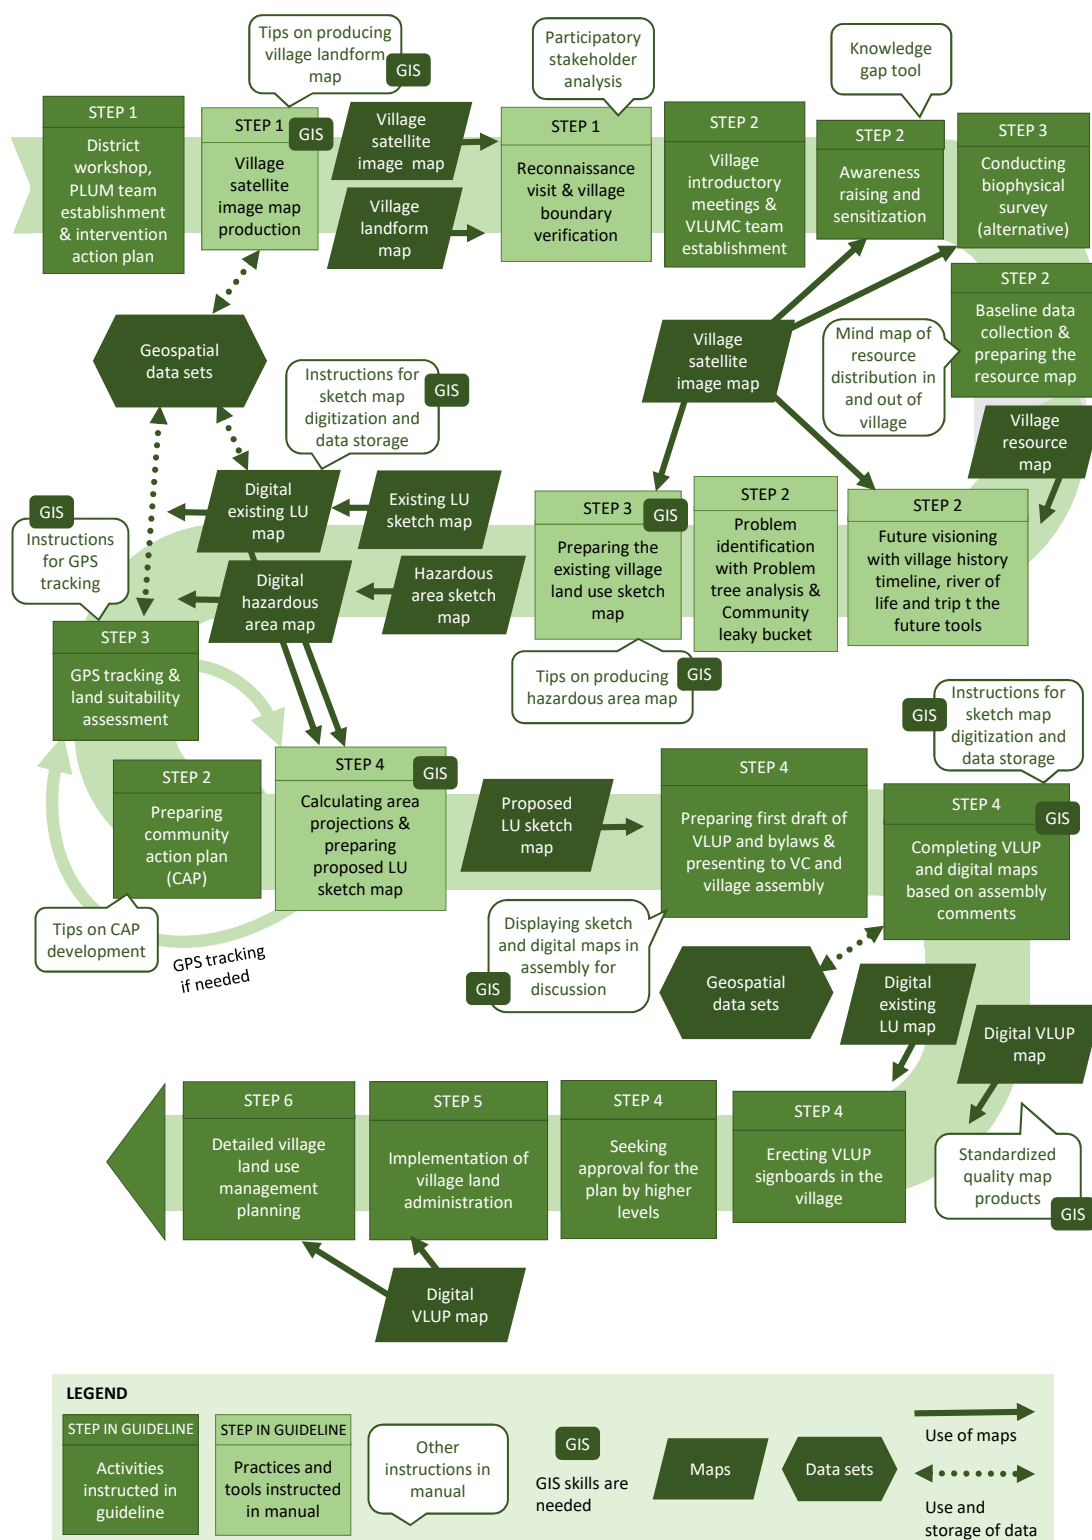 Tips on producing
village landform
map
GIS
Participatory
stakeholder
analysis
Knowledge
gap tool
STEP 1
District
workshop,
PLUM team
establishment
& intervention
action plan
STEP 1
GIS
Village
satellite
image map
production
Village
satellite
image map
Village
landform
map
STEP 1
Reconnaissance
visit & village
boundary
verification
STEP 2
Village
introductory
meetings &
VLUMC team
establishment
STEP 2
Awareness
raising and
sensitization
STEP 3
Conducting
biophysical
survey
(alternative)
STEP 2
Baseline data
collection &
preparing the
resource map
Mind map of
resource
distribution in
and out of
village
Village
satellite
image map
Geospatial
data sets
Instructions for
sketch map
digitization and
data storage
GIS
Village
resource
map
Digital
existing LU
map
Existing LU
sketch map
Digital
hazardous
area map
Hazardous
area sketch
map
STEP 3
GIS
Preparing the
existing village
land use sketch
map
STEP 2
Problem
identification
with Problem
tree analysis &
Community
leaky bucket
STEP 2
Future visioning
with village history
timeline, river of
life and trip t the
future tools
GIS
Instructions
for GPS
tracking
STEP 3
GPS tracking &
land suitability
assessment
Tips on producing
hazardous area map
GIS
Instructions for
sketch map
digitization and
data storage
GIS
STEP 2
Preparing
community
action plan
(CAP)
Tips on CAP
development
GPS tracking
if needed
STEP 4
GIS
Calculating area
projections &
preparing
proposed LU
sketch map
Proposed
LU sketch
map
STEP 4
Preparing first draft of
VLUP and bylaws &
presenting to VC and
village assembly
STEP 4
GIS
Completing VLUP
and digital maps
based on assembly
comments
Displaying sketch
and digital maps in
assembly for
discussion
GIS
Geospatial
data sets
Digital
existing
LU map
Digital VLUP
map
STEP 6
Detailed village
land use
management
planning
STEP 5
Implementation of
village land
administration
STEP 4
Seeking
approval for the
plan by higher
levels
STEP 4
Erecting VLUP
signboards in the
village
Standardized
quality map
products
GIS
Digital
VLUP map
LEGEND
STEP IN GUIDELINE
Activities
instructed in
guideline
STEP IN GUIDELINE
Practices and
tools instructed
in manual
Other
instructions in
manual
GIS
GIS skills are
needed
Maps
Data sets
Use of maps
Use and
storage of data